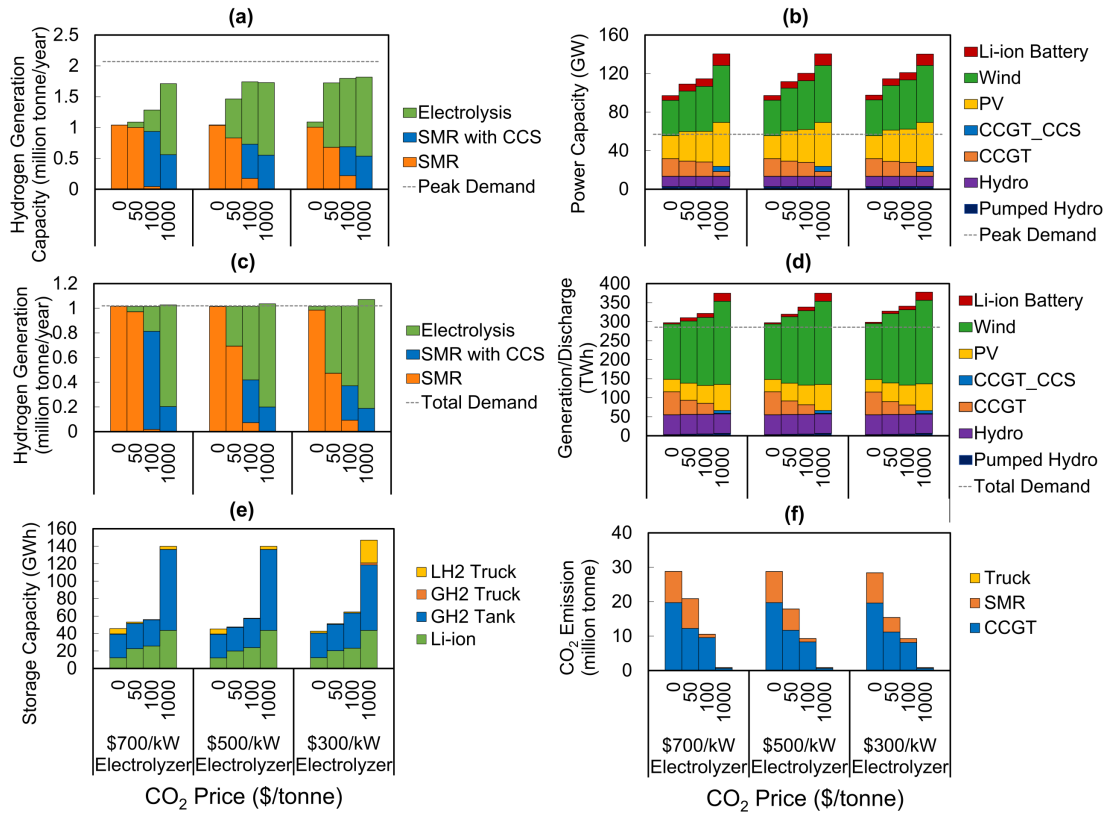 (a)
Hydrogen Generation
Capacity (million tonne/year)
2.5
2
1.5
1
0.5
0
0 50 100 1000
0 50 100 1000
0 50 100 1000
Electrolysis
SMR with CCS
SMR
Peak Demand
(b)
Power Capacity (GW)
160
120
80
40
0
0 50 100 1000
0 50 100 1000
0 50 100 1000
Li-ion Battery
Wind
PV
CCGT_CCS
CCGT
Hydro
Pumped Hydro
Peak Demand
(c)
Hydrogen Generation
(million tonne/year)
1.2
1
0.8
0.6
0.4
0.2
0
0 50 100 1000
0 50 100 1000
0 50 100 1000
Electrolysis
SMR with CCS
SMR
Total Demand
(d)
Generation/Discharge
(TWh)
400
350
300
250
200
150
100
50
0
0 50 100 1000
0 50 100 1000
0 50 100 1000
Li-ion Battery
Wind
PV
CCGT_CCS
CCGT
Hydro
Pumped Hydro
Total Demand
(e)
Storage Capacity (GWh)
160
140
120
100
80
60
40
20
0
0 50 100 1000
0 50 100 1000
0 50 100 1000
$700/kW
Electrolyzer
$500/kW
Electrolyzer
$300/kW
Electrolyzer
CO2 Price ($/tonne)
LH2 Truck
GH2 Truck
GH2 Tank
Li-ion
(f)
CO2 Emission
(million tonne)
40
30
20
10
0
0 50 100 1000
0 50 100 1000
0 50 100 1000
$700/kW
Electrolyzer
$500/kW
Electrolyzer
$300/kW
Electrolyzer
CO2 Price ($/tonne)
Truck
SMR
CCGT